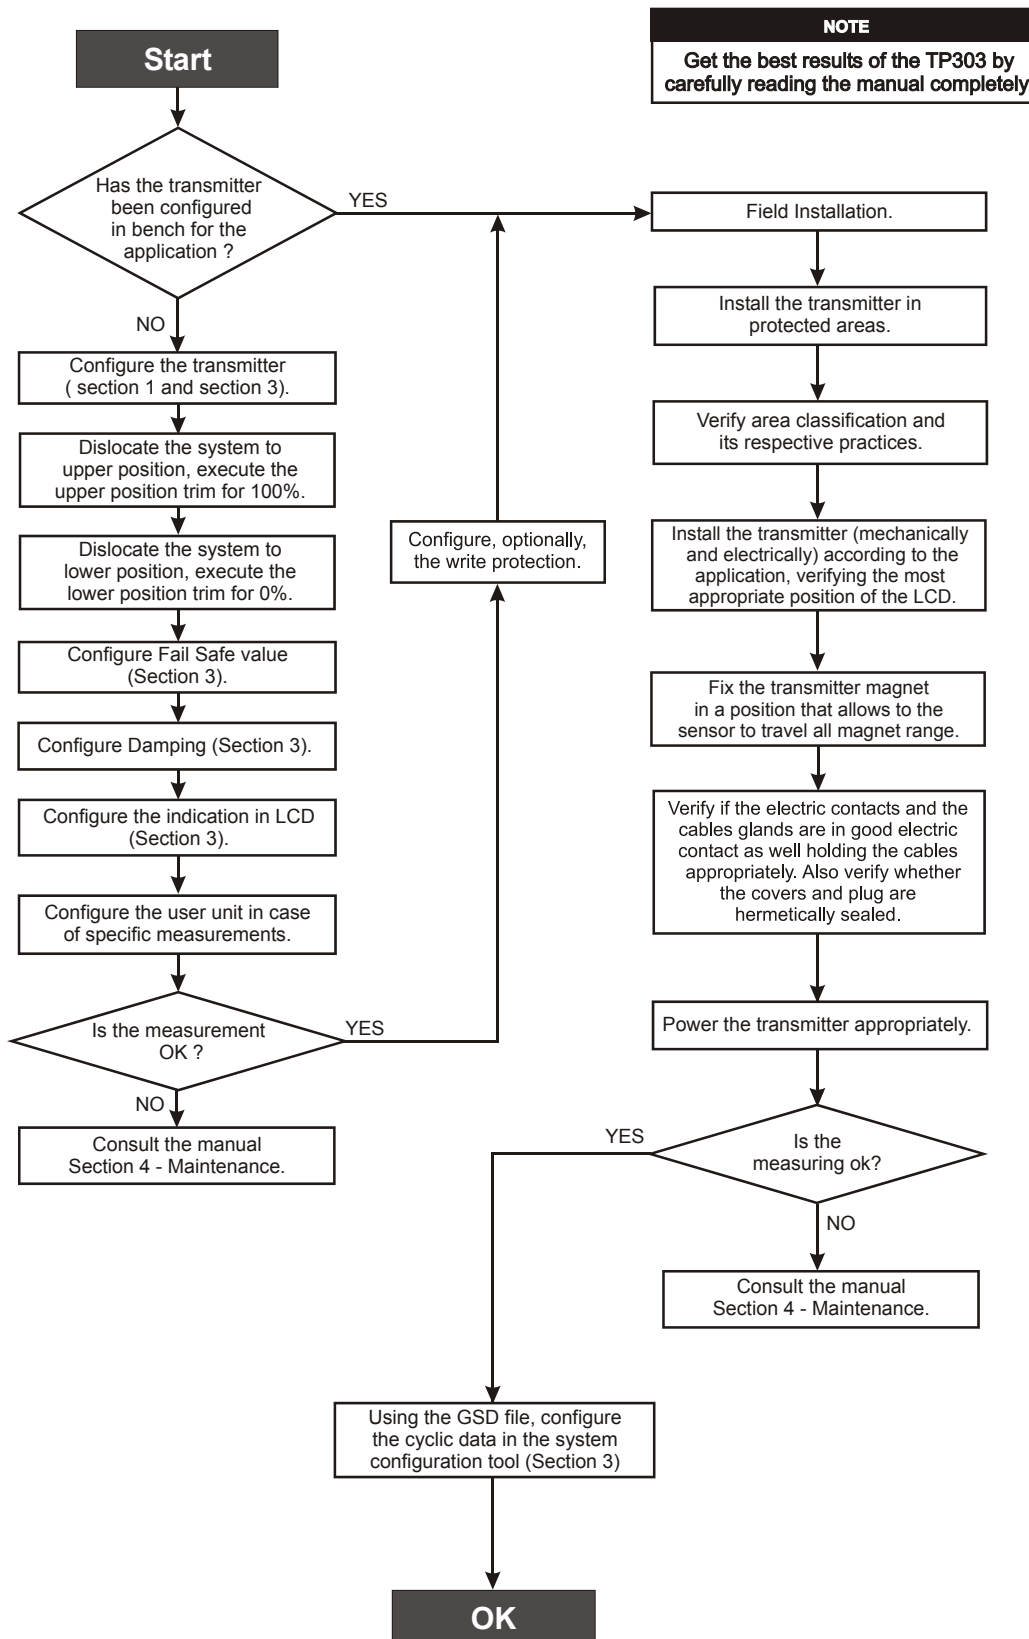 Start
NOTE
Get the best results of the TP303 by
carefully reading the manual completely
Has the transmitter
been configured
in bench for the
application ?
YES
NO
Configure the transmitter
( section 1 and section 3).
Dislocate the system to
upper position, execute the
upper position trim for 100%.
Dislocate the system to
lower position, execute the
lower position trim for 0%.
Configure Fail Safe value
(Section 3).
Configure Damping (Section 3).
Configure the indication in LCD
(Section 3).
Configure the user unit in case
of specific measurements.
Is the measurement
OK ?
YES
NO
Consult the manual
Section 4 - Maintenance.
Configure, optionally,
the write protection.
Field Installation.
Install the transmitter in
protected areas.
Verify area classification and
its respective practices.
Install the transmitter (mechanically
and electrically) according to the
application, verifying the most
appropriate position of the LCD.
Fix the transmitter magnet
in a position that allows to the
sensor to travel all magnet range.
Verify if the electric contacts and the
cables glands are in good electric
contact as well holding the cables
appropriately. Also verify whether
the covers and plug are
hermetically sealed.
Power the transmitter appropriately.
Is the
measuring ok?
YES
NO
Consult the manual
Section 4 - Maintenance.
Using the GSD file, configure
the cyclic data in the system
configuration tool (Section 3)
OK